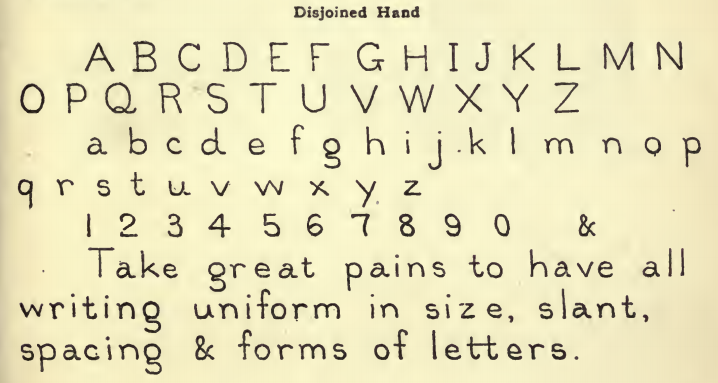 Disjoined Hand
A B C D E F G H I J K L M N
O P Q R S T U V W X Y Z
a b c d e f g h i j k l m n o p
q r s t u v w x y z
1 2 3 4 5 6 7 8 9 0 &
Take great pains to have all
writing uniform in size, slant,
spacing & forms of letters.